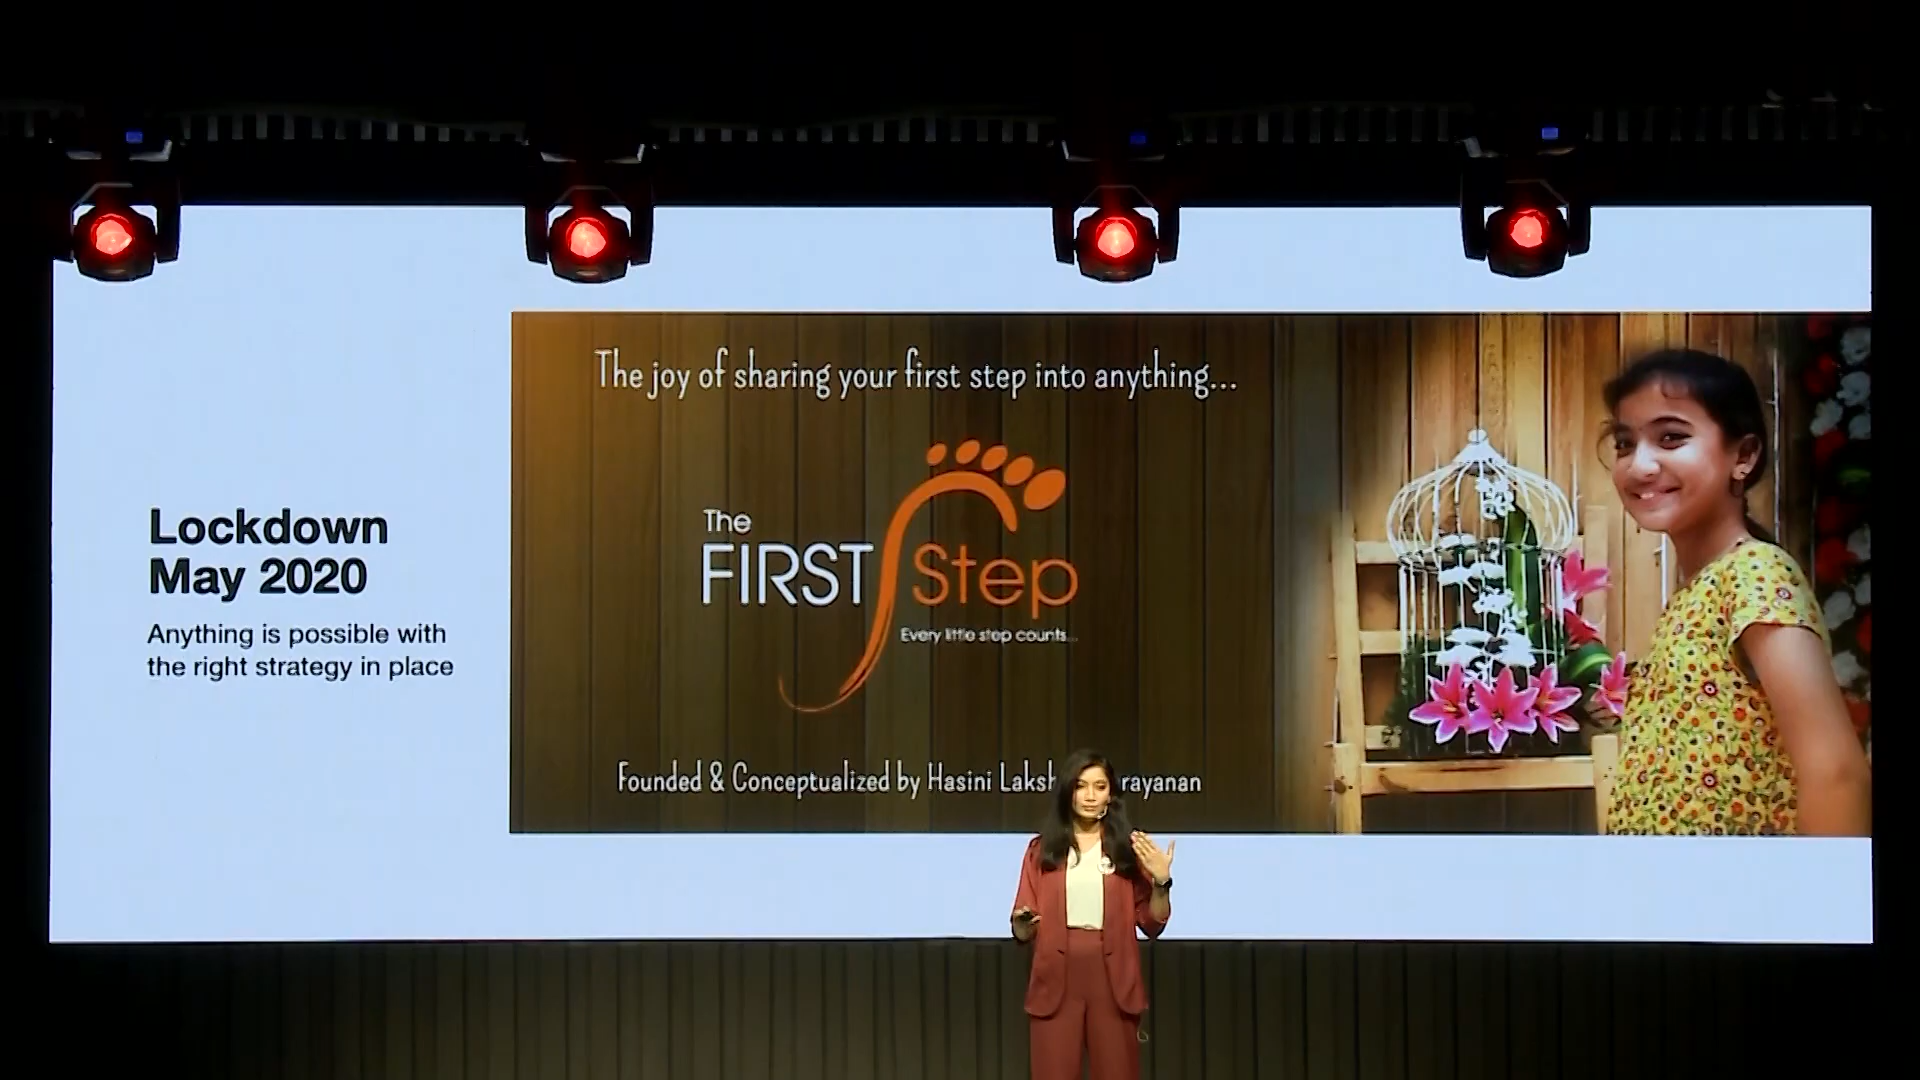 Lockdown
May 2020
Anything is possible with
the right strategy in place
The joy of sharing your first step into anything...
The
FIRST Step
Every little step counts...
Founded & Conceptualized by Hasini